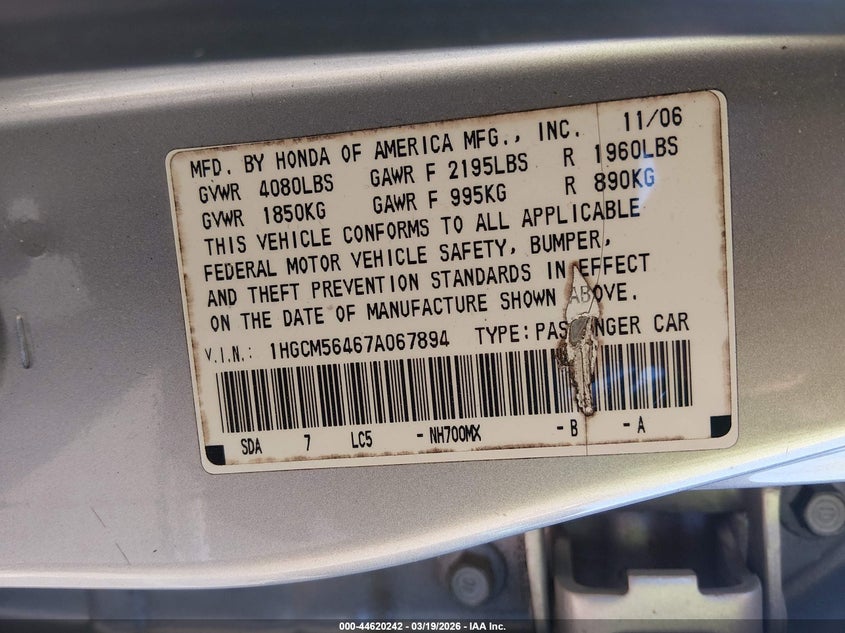 MFD. BY HONDA OF AMERICA MFG., INC. 11/06
GVWR 4080LBS GAWR F 2195LBS R 1960LBS
GVWR 1850KG GAWR F 995KG R 890KG
THIS VEHICLE CONFORMS TO ALL APPLICABLE
FEDERAL MOTOR VEHICLE SAFETY, BUMPER,
AND THEFT PREVENTION STANDARDS IN EFFECT
ON THE DATE OF MANUFACTURE SHOWN ABOVE.
V.I.N.: 1HGCM56467A067894 TYPE: PASSENGER CAR
SDA 7 LC5 - NH700MX - B - A
000-44620242 - 03/19/2026 - IAA Inc.